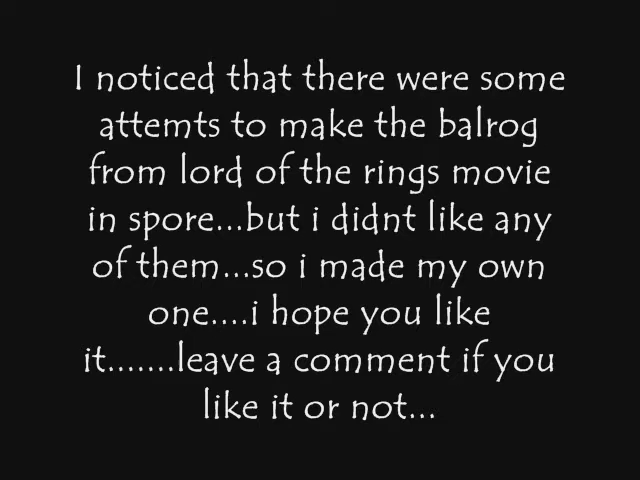 I noticed that there were some
attemts to make the balrog
from lord of the rings movie
in spore...but i didnt like any
of them...so i made my own
one....i hope you like
it.......leave a comment if you
like it or not...